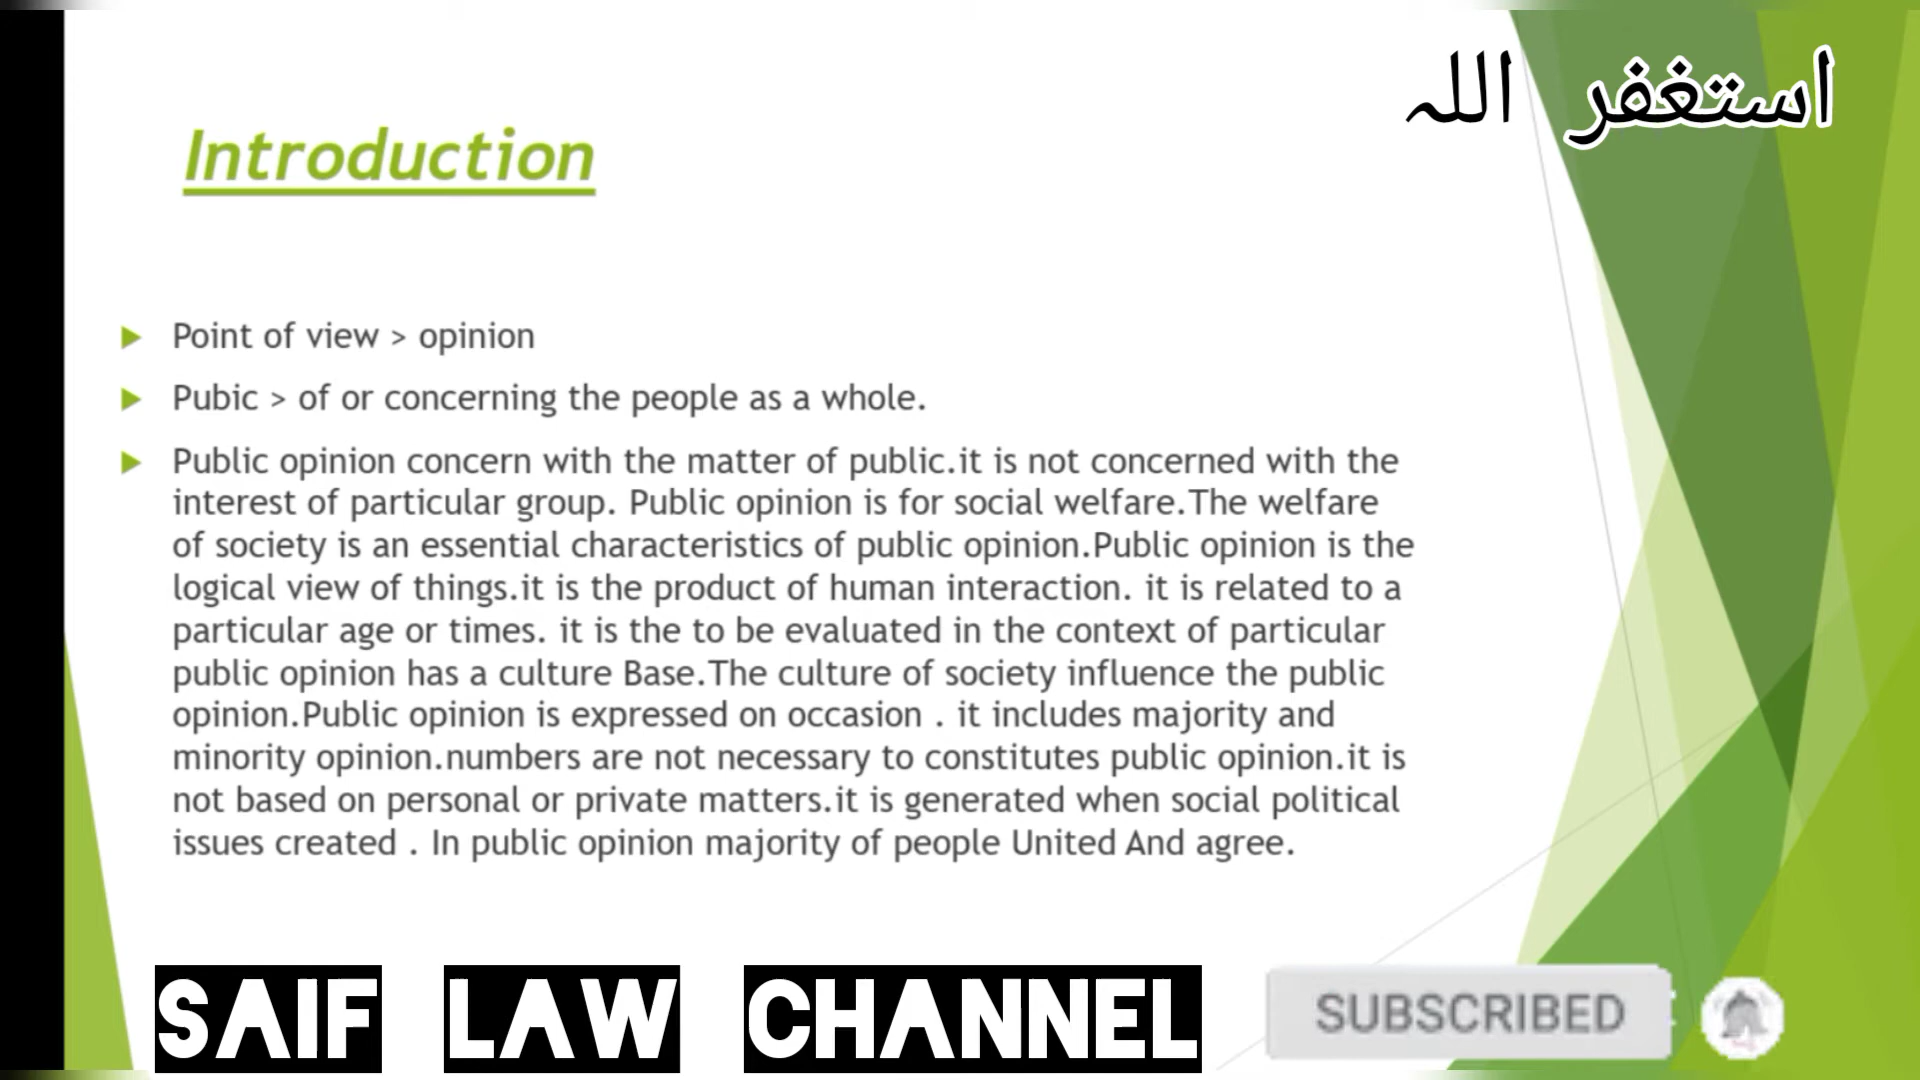 استغفر اللہ
Introduction
Point of view > opinion
Pubic > of or concerning the people as a whole.
Public opinion concern with the matter of public.it is not concerned with the
interest of particular group. Public opinion is for social welfare.The welfare
of society is an essential characteristics of public opinion.Public opinion is the
logical view of things.it is the product of human interaction. it is related to a
particular age or times. it is the to be evaluated in the context of particular
public opinion has a culture Base.The culture of society influence the public
opinion.Public opinion is expressed on occasion . it includes majority and
minority opinion.numbers are not necessary to constitutes public opinion.it is
not based on personal or private matters.it is generated when social political
issues created . In public opinion majority of people United And agree.
SAIF LAW CHANNEL
SUBSCRIBED